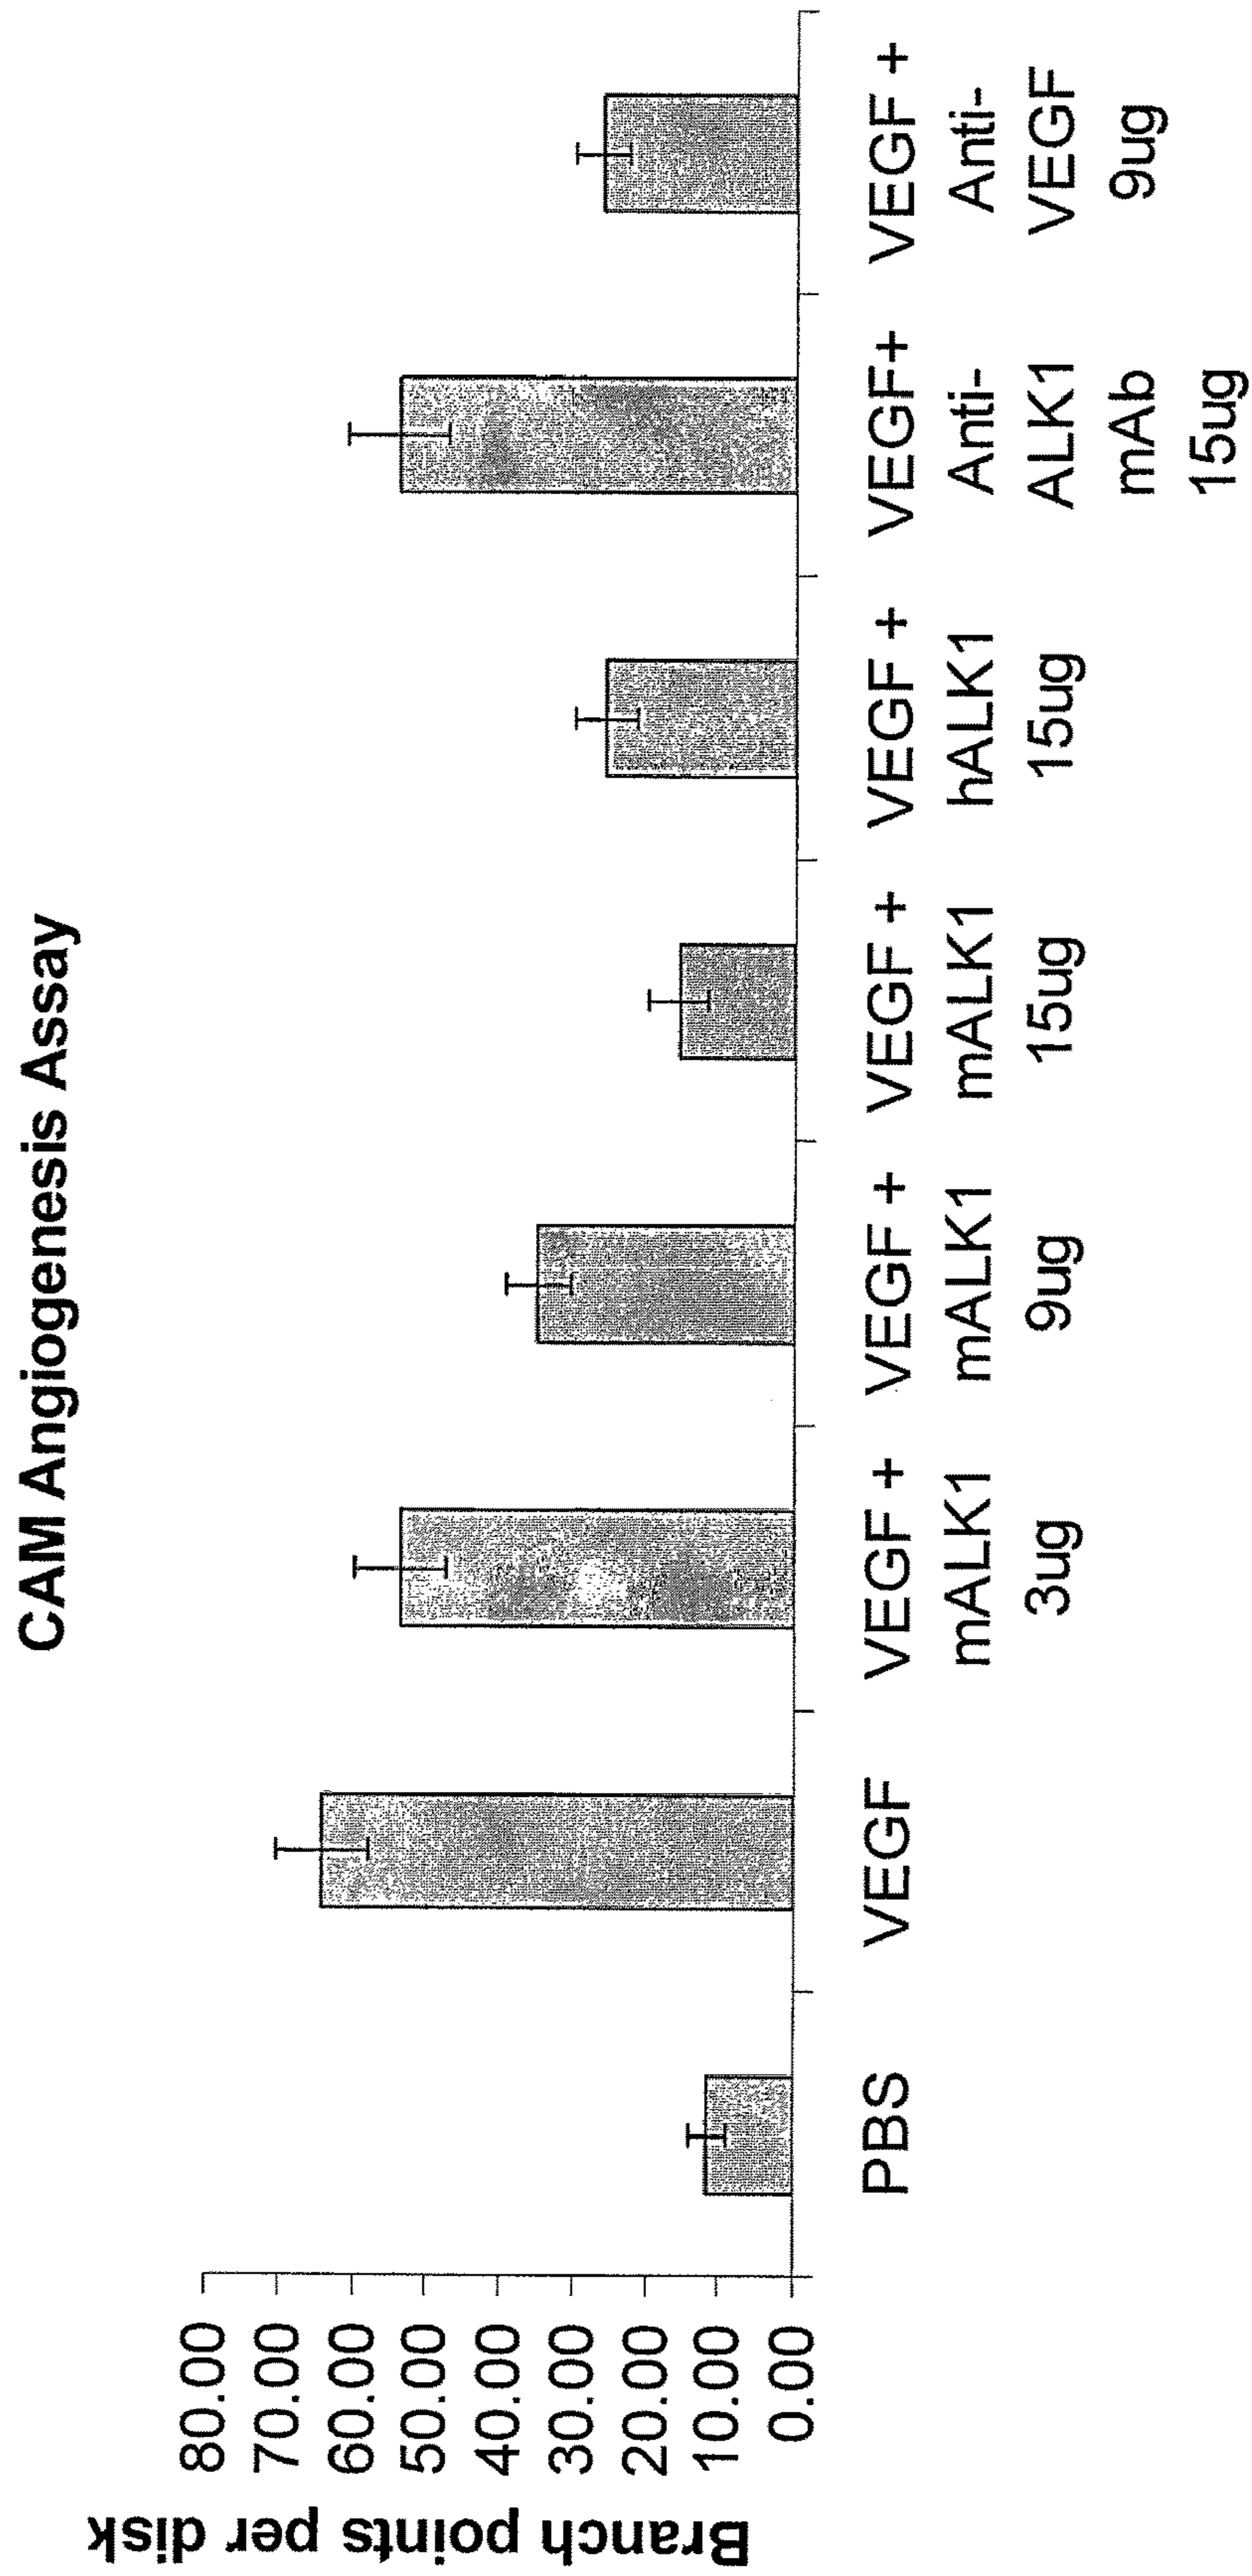 CAM Angiogenesis Assay
Branch points per disk
80.00
70.00
60.00
50.00
40.00
30.00
20.00
10.00
0.00
PBS
VEGF
VEGF +
mALK1
3ug
VEGF +
mALK1
9ug
VEGF +
mALK1
15ug
VEGF +
hALK1
15ug
VEGF+
Anti-
ALK1
mAb
15ug
VEGF +
Anti-
VEGF
9ug